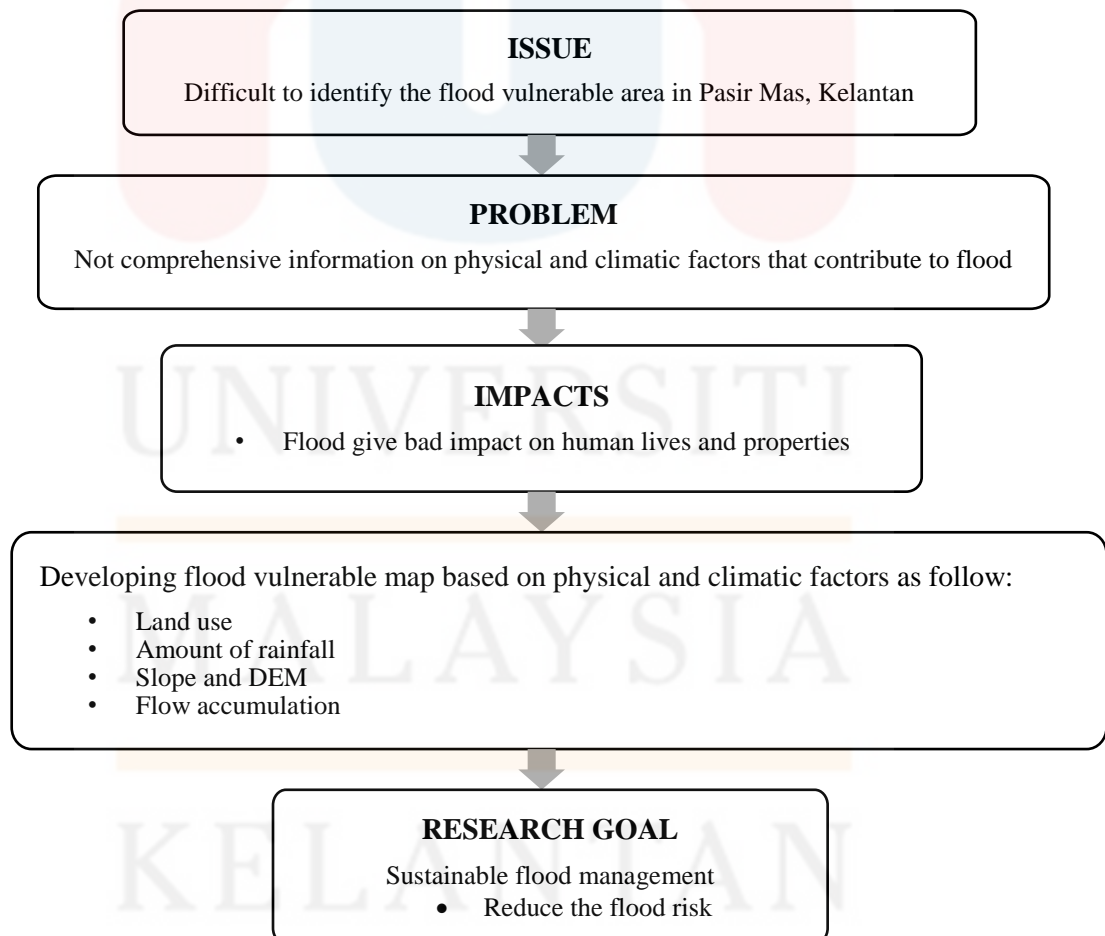 ISSUE
Difficult to identify the flood vulnerable area in Pasir Mas, Kelantan
PROBLEM
Not comprehensive information on physical and climatic factors that contribute to flood
UNIVERSITI
IMPACTS
• Flood give bad impact on human lives and properties
Developing flood vulnerable map based on physical and climatic factors as follow:
• Land use
• Amount of rainfall
• Slope and DEM
• Flow accumulation
MALAYSIA
RESEARCH GOAL
Sustainable flood management
• Reduce the flood risk
KELANTAN